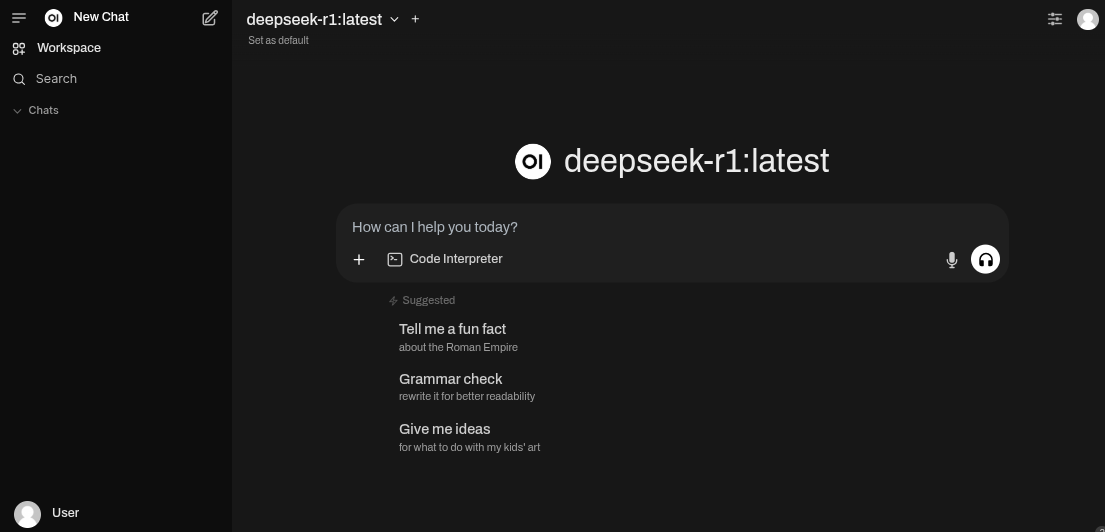 OI
New Chat
Workspace
Search
Chats
User
deepseek-r1:latest
Set as default
OI deepseek-r1:latest
How can I help you today?
Code Interpreter
Suggested
Tell me a fun fact
about the Roman Empire
Grammar check
rewrite it for better readability
Give me ideas
for what to do with my kids' art